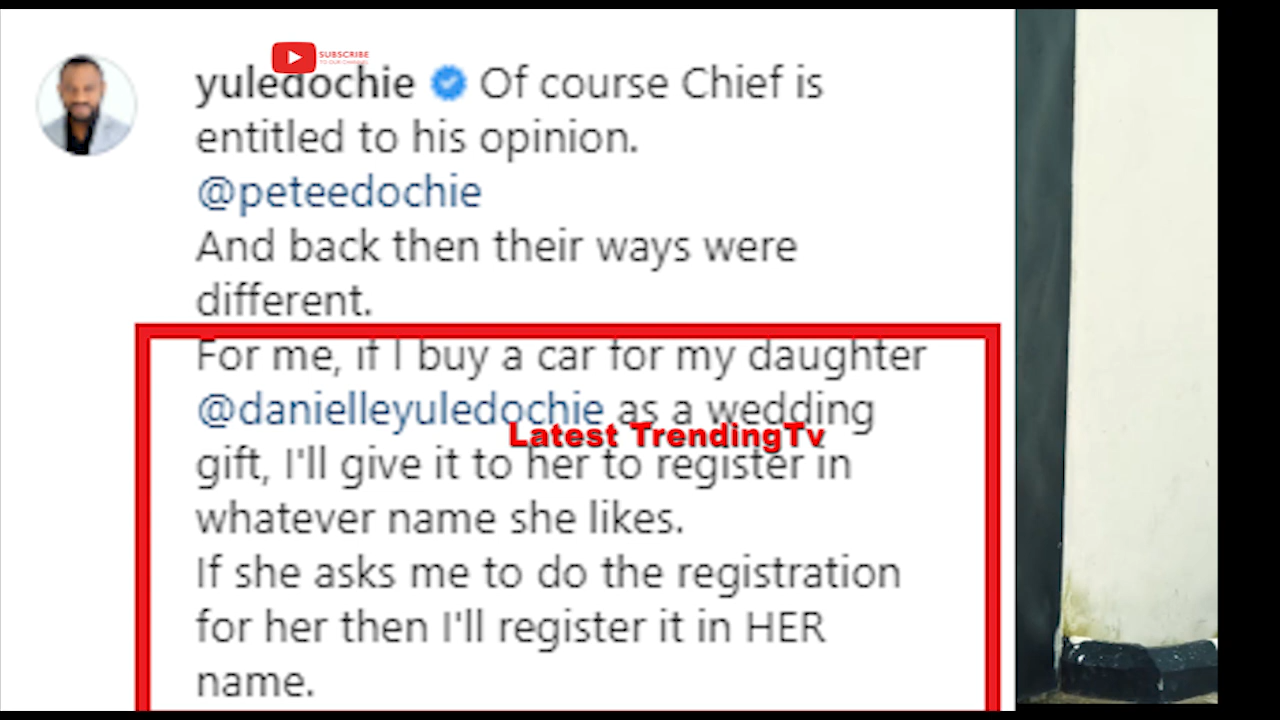 SUBSCRIBE
TO OUR CHANNEL
yuledochie Of course Chief is
entitled to his opinion.
@peteedochie
And back then their ways were
different.
For me, if I buy a car for my daughter
@danielleyuledochie as a wedding
Latest TrendingTv
gift, I'll give it to her to register in
whatever name she likes.
If she asks me to do the registration
for her then I'll register it in HER
name.